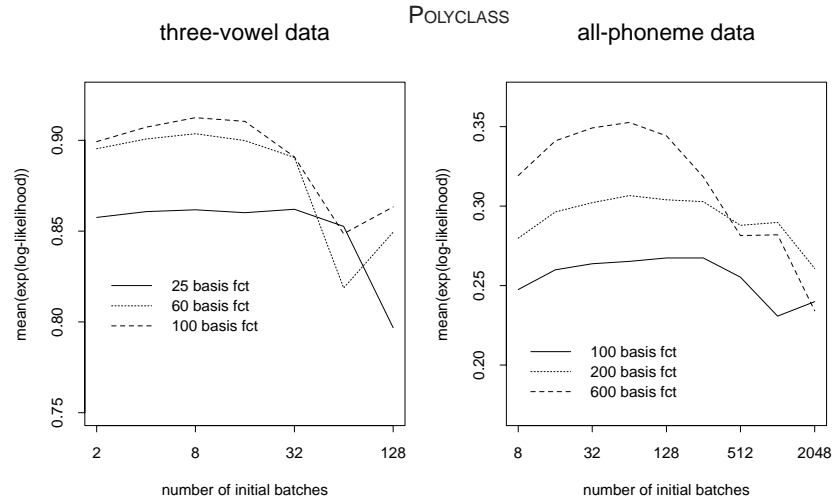 POLYCLASS
three-vowel data
mean(exp(log-likelihood))
0.90
0.85
0.80
0.75
25 basis fct
60 basis fct
100 basis fct
2 8 32 128
number of initial batches
all-phoneme data
mean(exp(log-likelihood))
0.35
0.30
0.25
0.20
100 basis fct
200 basis fct
600 basis fct
8 32 128 512 2048
number of initial batches